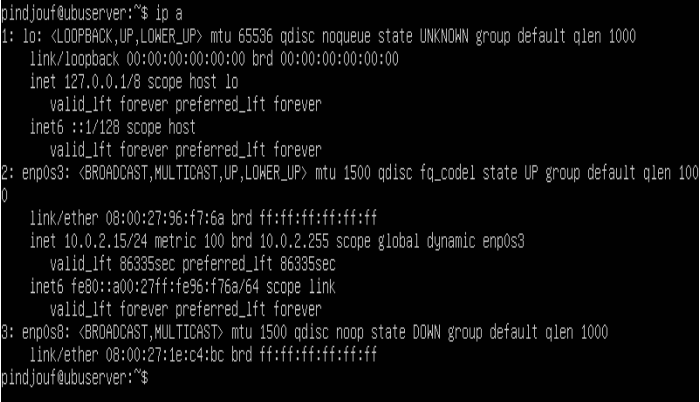 pindjouf@ubuserver:~$ ip a
1: lo: <LOOPBACK,UP,LOWER_UP> mtu 65536 qdisc noqueue state UNKNOWN group default qlen 1000
    link/loopback 00:00:00:00:00:00 brd 00:00:00:00:00:00
    inet 127.0.0.1/8 scope host lo
       valid_lft forever preferred_lft forever
    inet6 ::1/128 scope host
       valid_lft forever preferred_lft forever
2: enp0s3: <BROADCAST,MULTICAST,UP,LOWER_UP> mtu 1500 qdisc fq_codel state UP group default qlen 100
0
    link/ether 08:00:27:96:f7:6a brd ff:ff:ff:ff:ff:ff
    inet 10.0.2.15/24 metric 100 brd 10.0.2.255 scope global dynamic enp0s3
       valid_lft 86335sec preferred_lft 86335sec
    inet6 fe80::a00:27ff:fe96:f76a/64 scope link
       valid_lft forever preferred_lft forever
3: enp0s8: <BROADCAST,MULTICAST> mtu 1500 qdisc noop state DOWN group default qlen 1000
    link/ether 08:00:27:1e:c4:bc brd ff:ff:ff:ff:ff:ff
pindjouf@ubuserver:~$